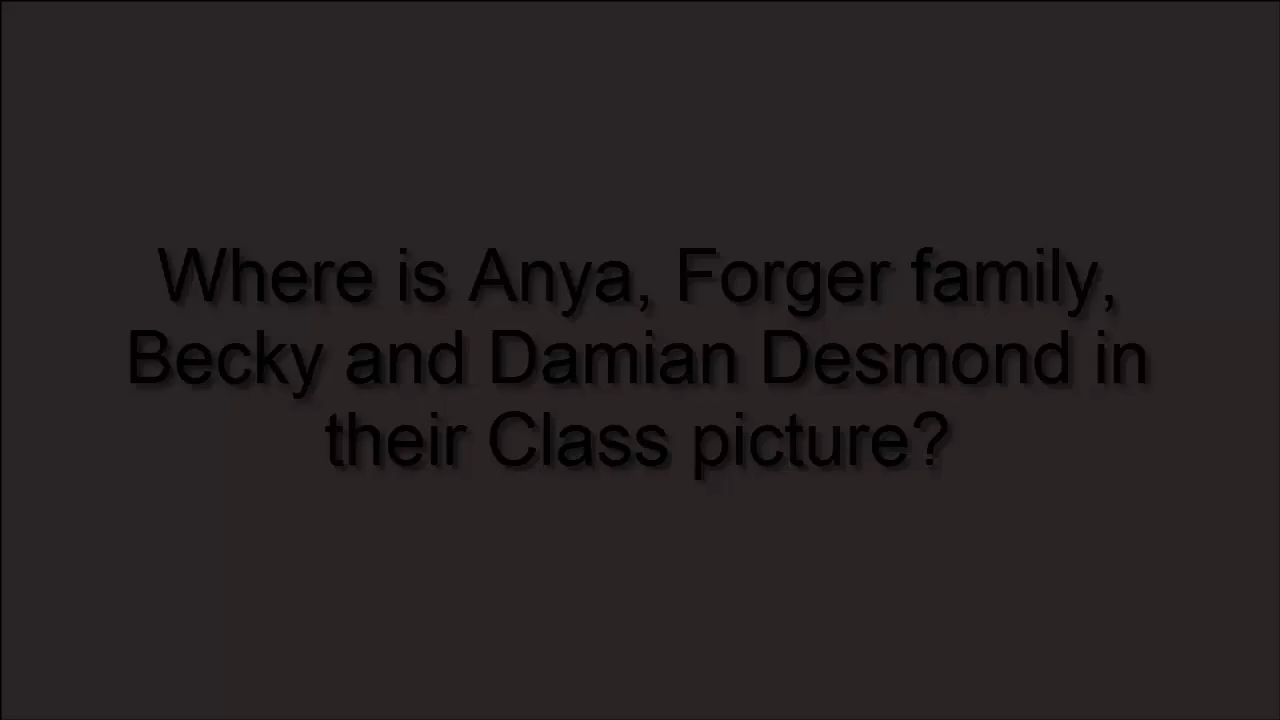 Where is Anya, Forger family,
Becky and Damian Desmond in
their Class picture?